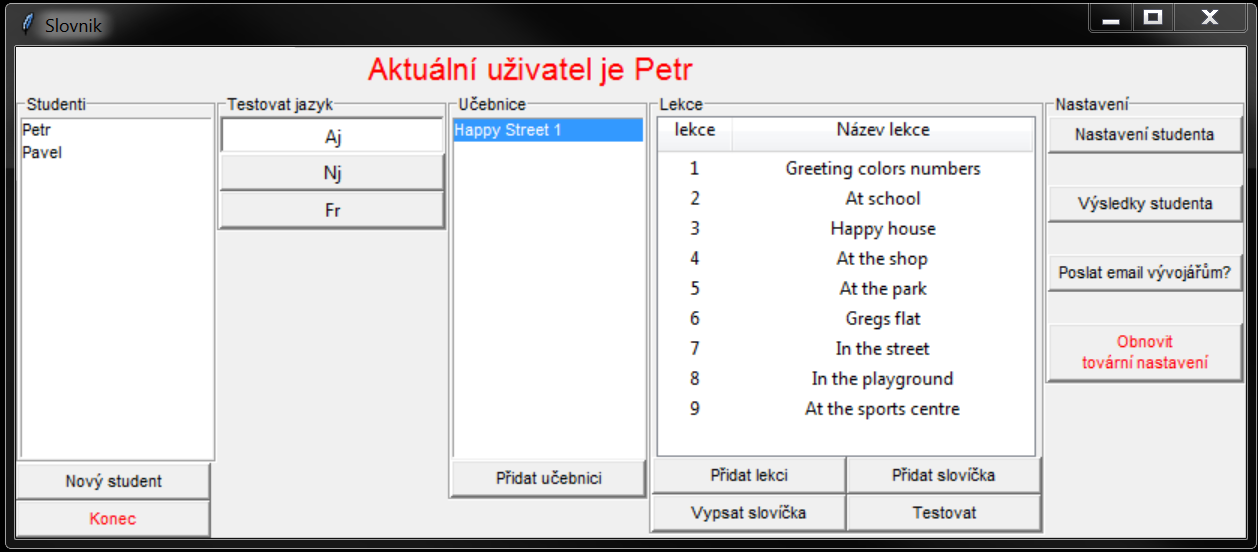 Slovnik
Aktuální uživatel je Petr
Studenti
Petr
Pavel
Nový student
Konec
Testovat jazyk
Aj
Nj
Fr
Učebnice
Happy Street 1
Přidat učebnici
Lekce
lekce Název lekce
1 Greeting colors numbers
2 At school
3 Happy house
4 At the shop
5 At the park
6 Gregs flat
7 In the street
8 In the playground
9 At the sports centre
Přidat lekci Přidat slovíčka
Vypsat slovíčka Testovat
Nastavení
Nastavení studenta
Výsledky studenta
Poslat email vývojářům?
Obnovit
tovární nastavení